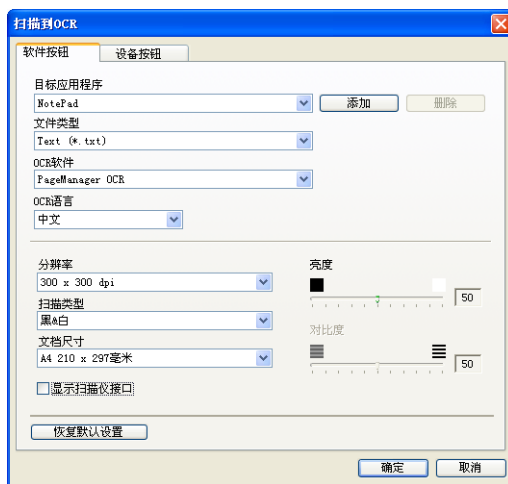 扫描到OCR
软件按钮 设备按钮
目标应用程序
NotePad 添加 删除
文件类型
Text (*.txt)
OCR软件
PageManager OCR
OCR语言
中文
分辨率 亮度
300 x 300 dpi 50
扫描类型
黑&白 对比度
文档尺寸
A4 210 x 297毫米 50
显示扫描仪接口
恢复默认设置
确定 取消